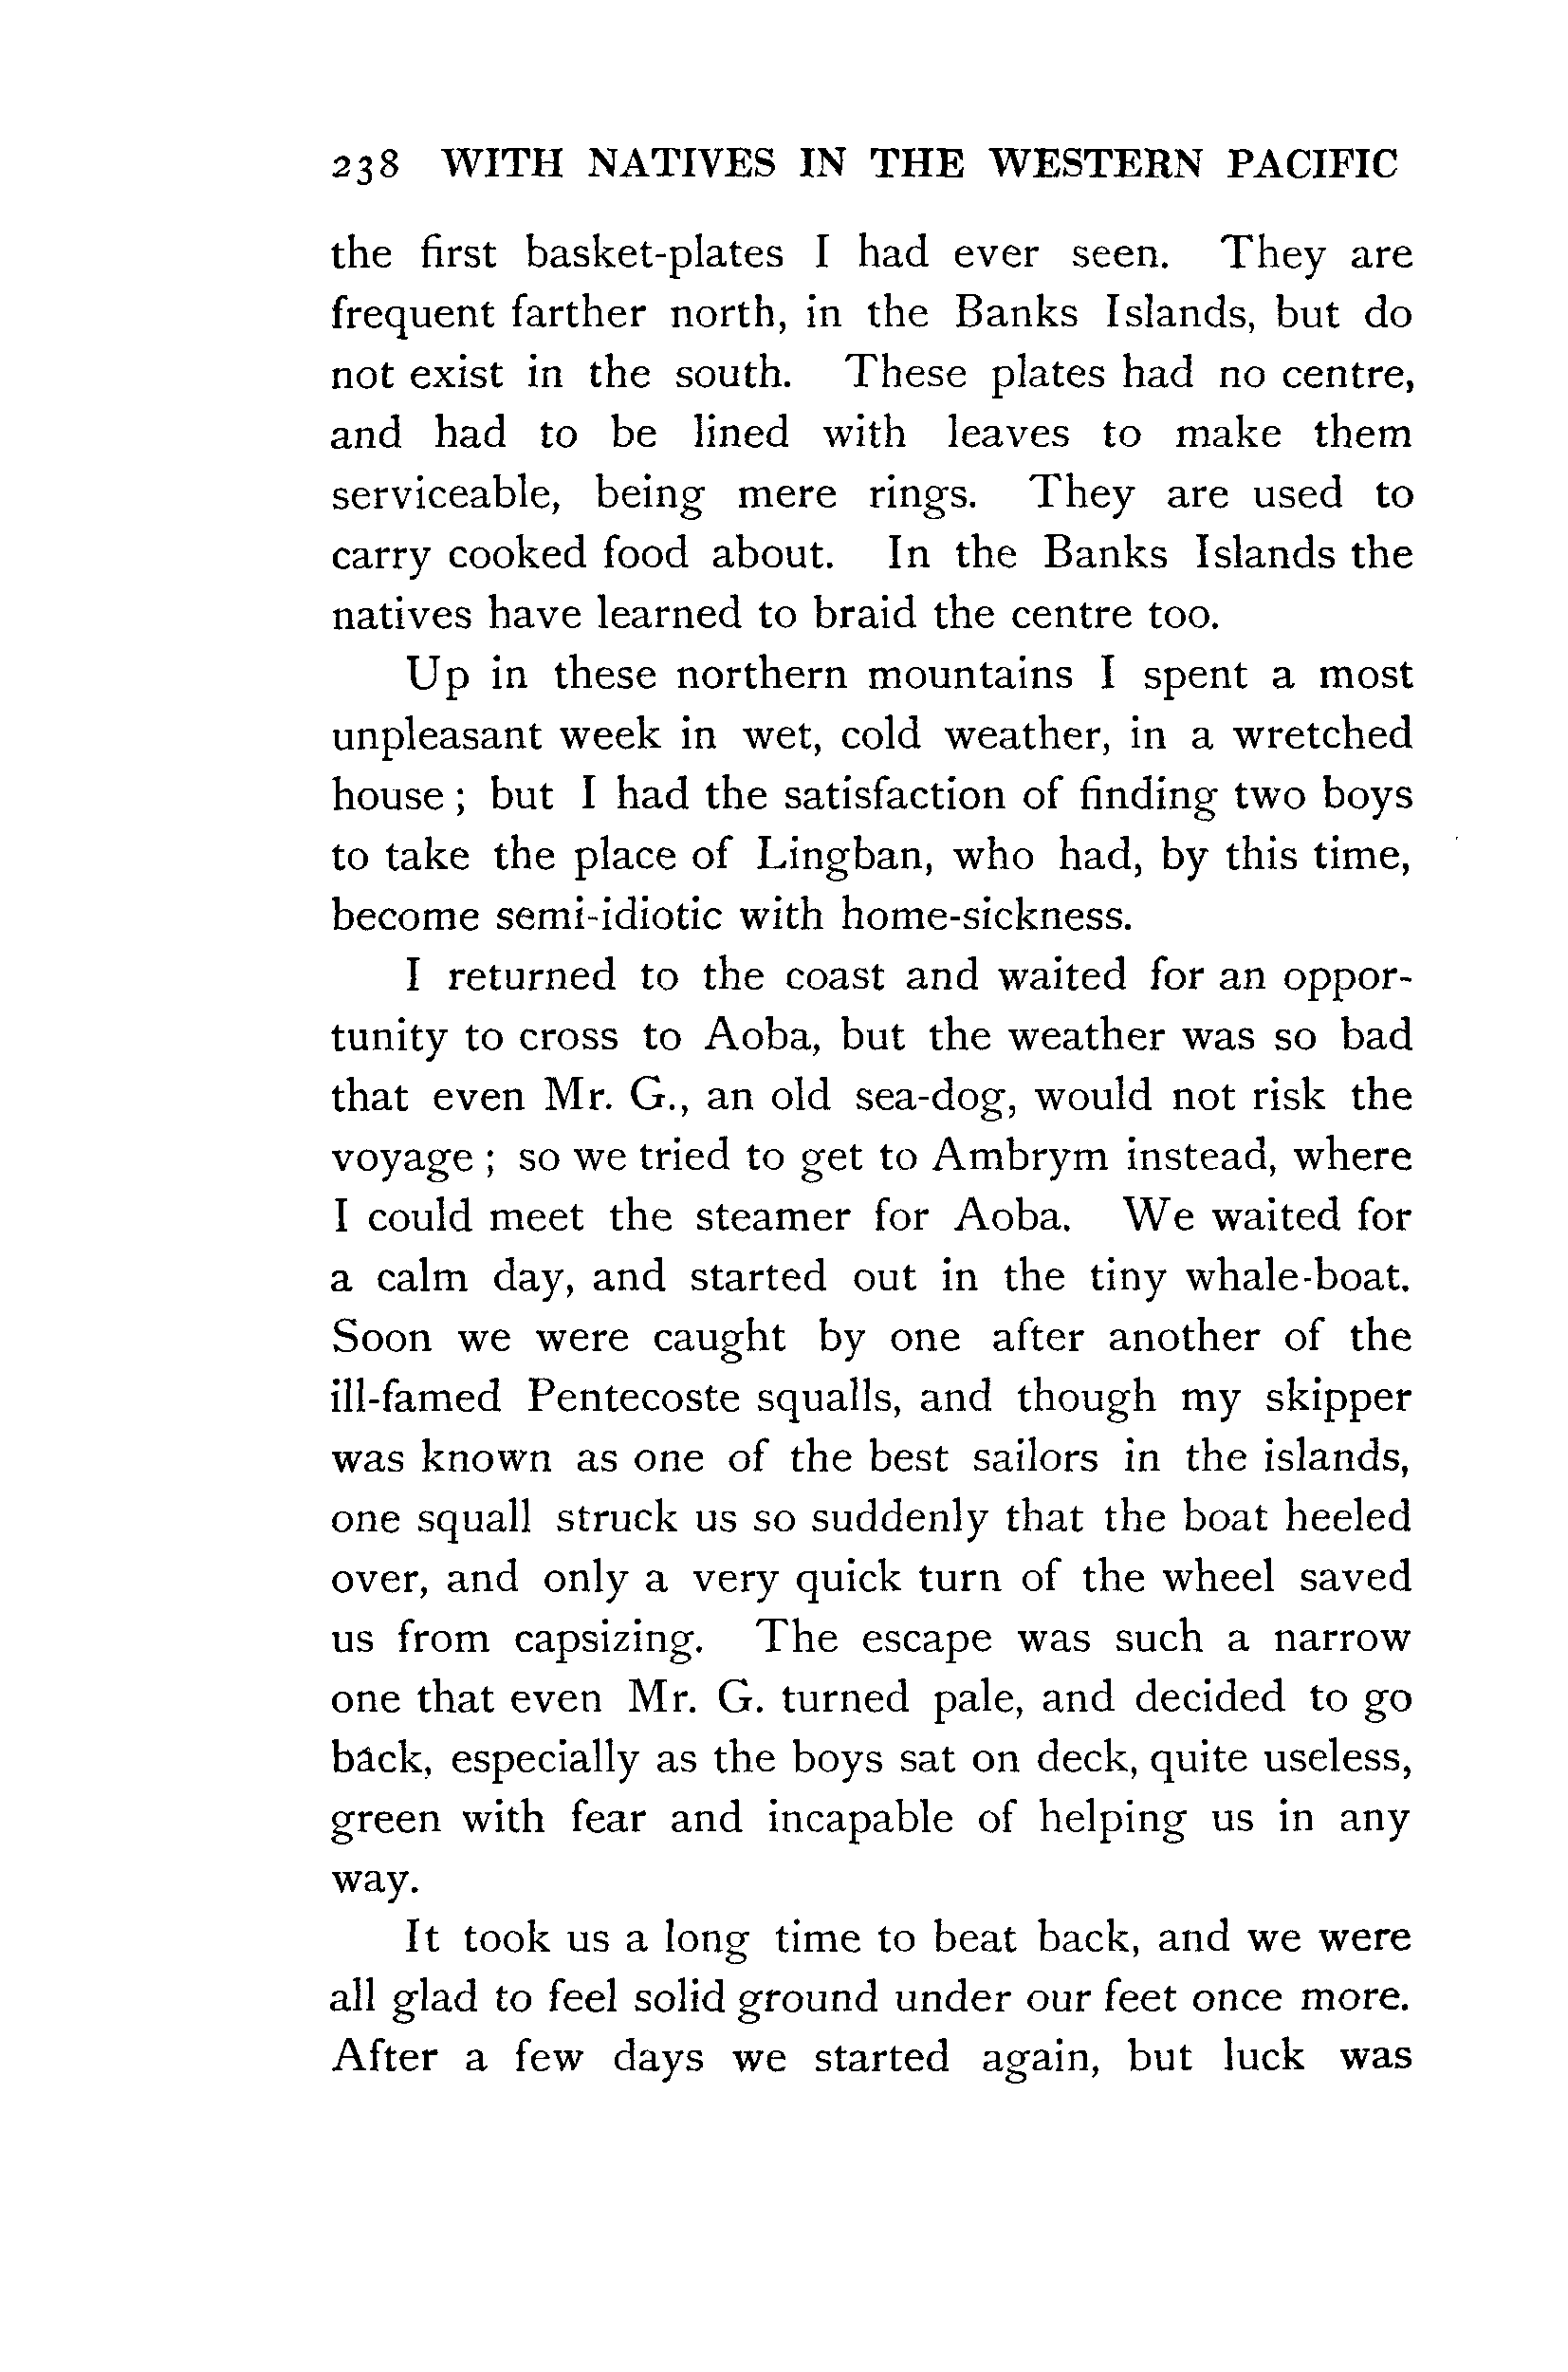 238 WITH NATIVES IN THE WESTERN PACIFIC
the first basket-plates I had ever seen. They are
frequent farther north, in the Banks Islands, but do
not exist in the south. These plates had no centre,
and had to be lined with leaves to make them
serviceable, being mere rings. They are used to
carry cooked food about. In the Banks Islands the
natives have learned to braid the centre too.
Up in these northern mountains I spent a most
unpleasant week in wet, cold weather, in a wretched
house ; but I had the satisfaction of finding two boys
to take the place of Lingban, who had, by this time,
become semi-idiotic with home-sickness.
I returned to the coast and waited for an oppor-
tunity to cross to Aoba, but the weather was so bad
that even Mr. G., an old sea-dog, would not risk the
voyage ; so we tried to get to Ambrym instead, where
I could meet the steamer for Aoba. We waited for
a calm day, and started out in the tiny whale-boat.
Soon we were caught by one after another of the
ill-famed Pentecoste squalls, and though my skipper
was known as one of the best sailors in the islands,
one squall struck us so suddenly that the boat heeled
over, and only a very quick turn of the wheel saved
us from capsizing. The escape was such a narrow
one that even Mr. G. turned pale, and decided to go
back, especially as the boys sat on deck, quite useless,
green with fear and incapable of helping us in any
way.
It took us a long time to beat back, and we were
all glad to feel solid ground under our feet once more.
After a few days we started again, but luck was